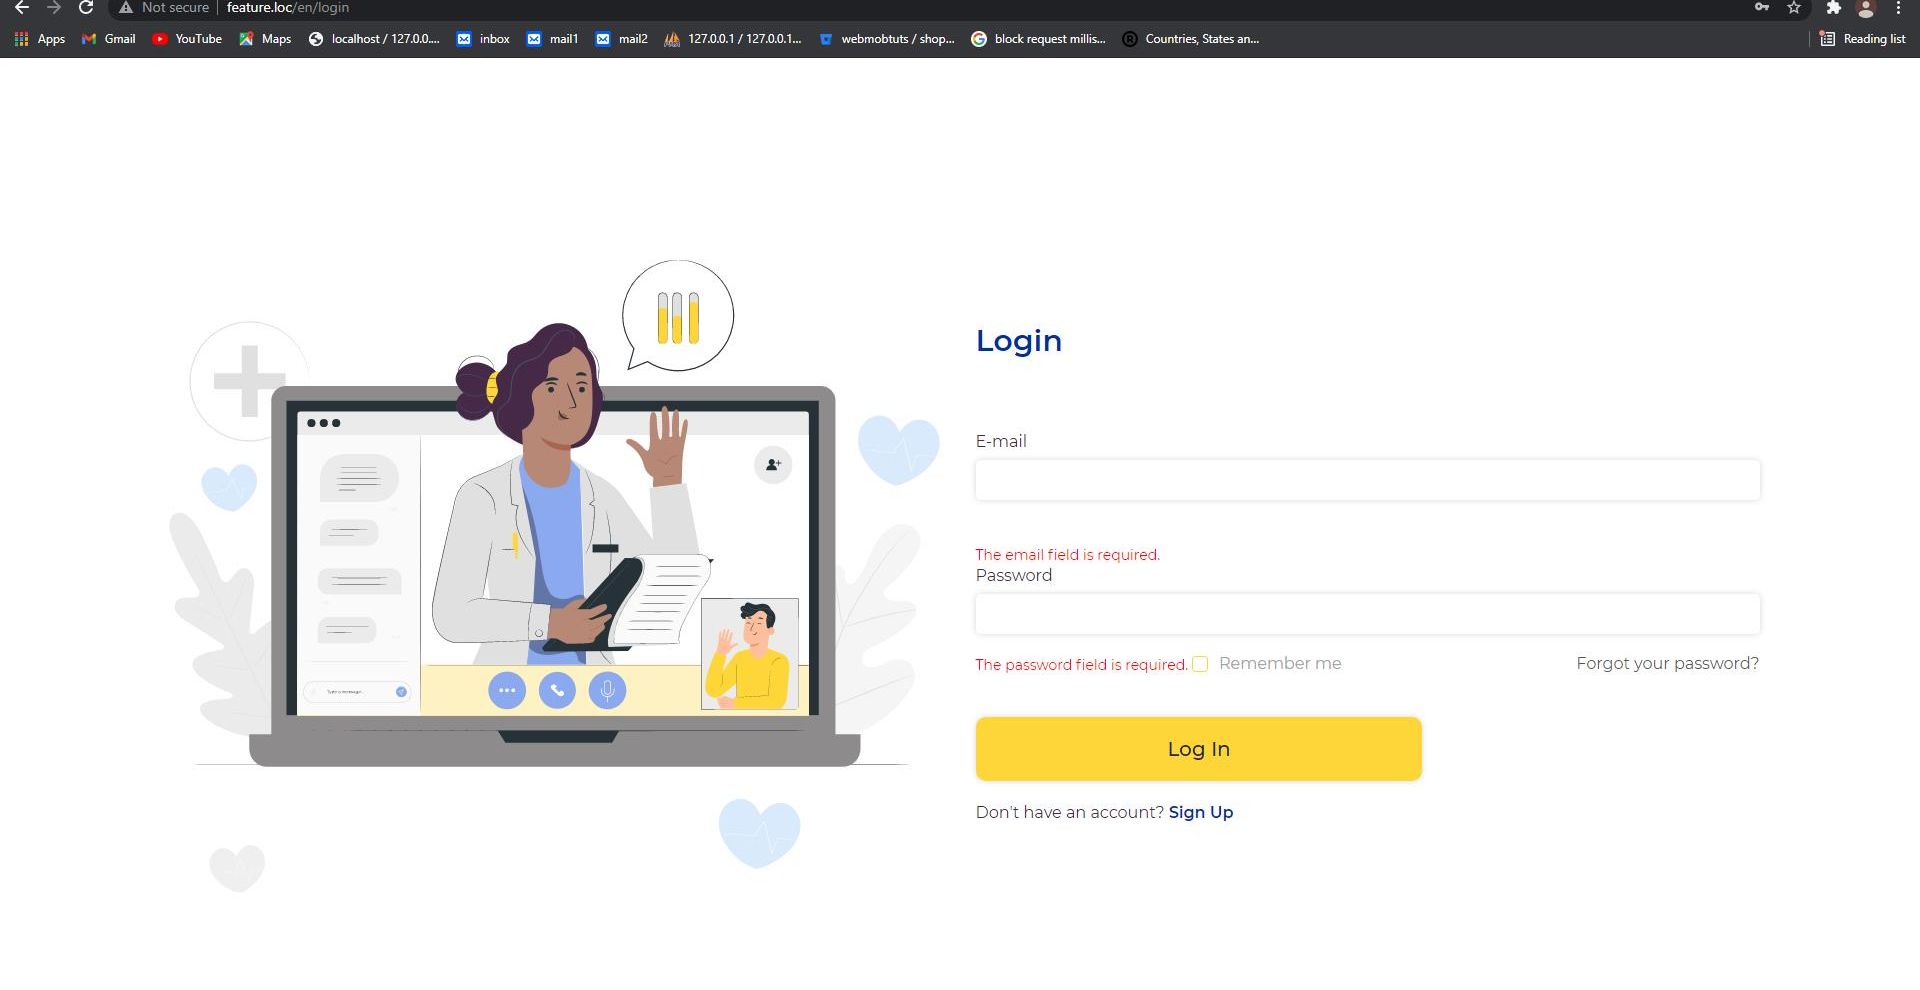 Not secure feature.loc/en/login
Apps Gmail YouTube Maps localhost / 127.0.0.... inbox mail1 mail2 127.0.0.1 / 127.0.0.1... webmobtuts / shop... block request millis... Countries, States an... Reading list
Login
E-mail
The email field is required.
Password
The password field is required. Remember me Forgot your password?
Type a message...
Log In
Don't have an account? Sign Up